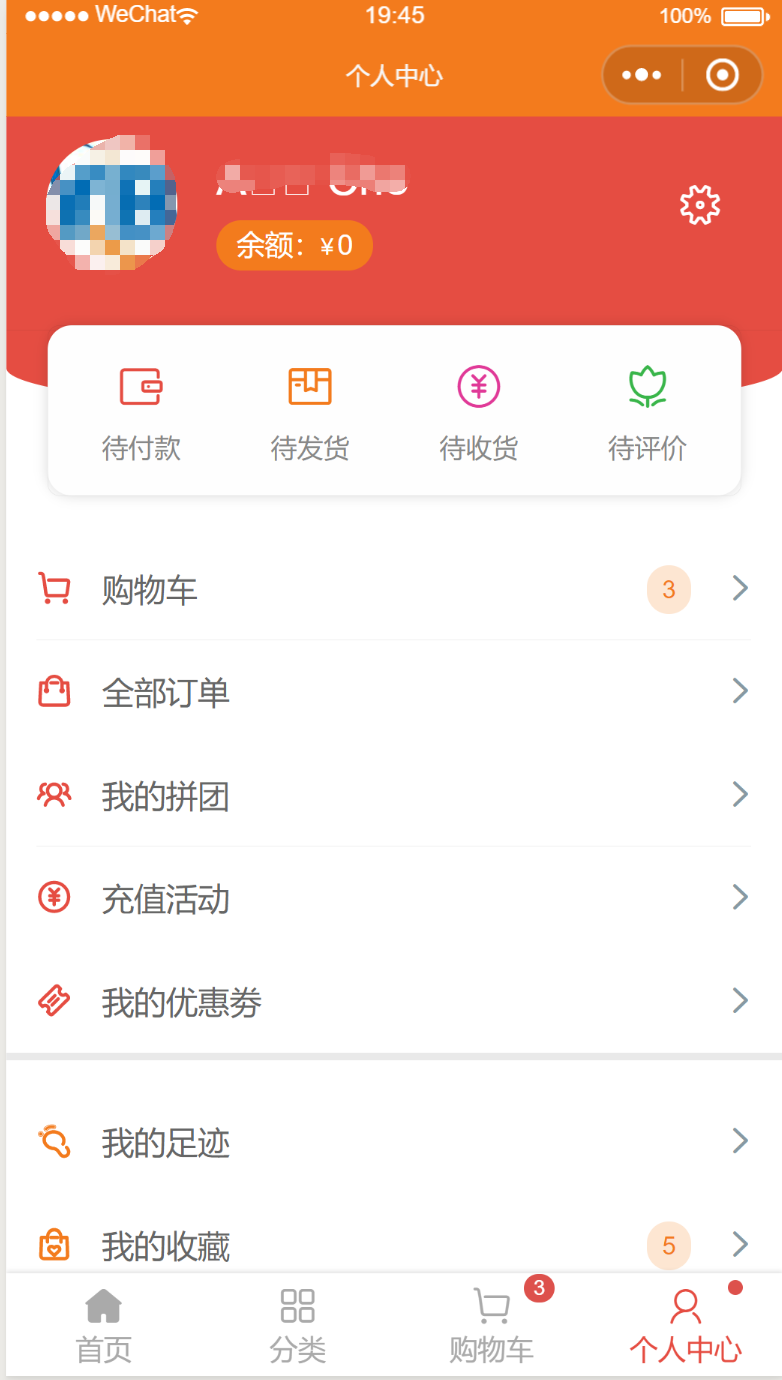 WeChat 19:45 100%
个人中心
余额：¥0
待付款 待发货 待收货 待评价
购物车 3
全部订单
我的拼团
充值活动
我的优惠券
我的足迹
我的收藏 5
3
首页 分类 购物车 个人中心